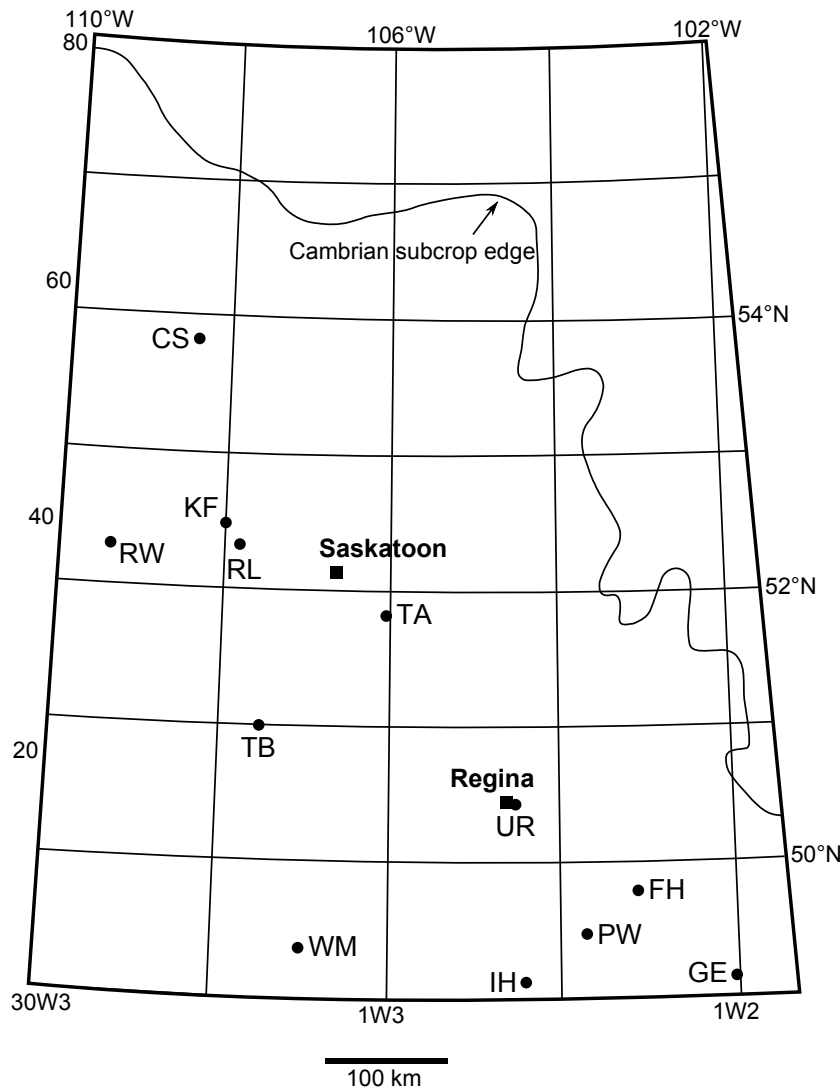 110°W
106°W
102°W
80
Cambrian subcrop edge
60
54°N
CS
KF
40
RW
RL
Saskatoon
52°N
TA
TB
20
Regina
UR
50°N
FH
PW
WM
GE
IH
30W3
1W3
1W2
100 km